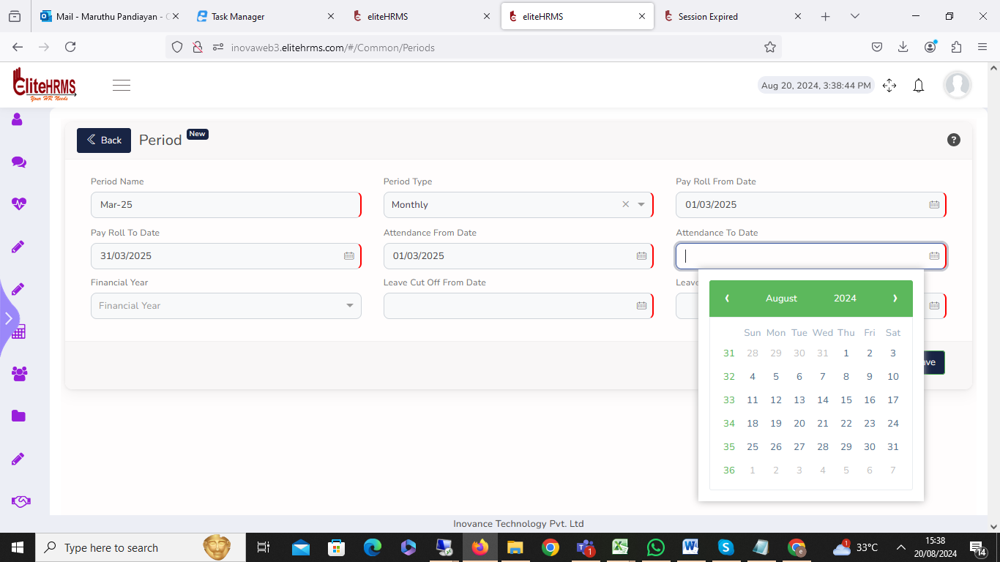 Mail - Maruthu Pandiayan - 
Task Manager
eliteHRMS
eliteHRMS
Session Expired
inovaweb3.elitehrms.com/#/Common/Periods
EliteHRMS
Your HR Needs
Aug 20, 2024, 3:38:44 PM
Back
Period
New
?
Period Name
Period Type
Pay Roll From Date
Mar-25
Monthly
01/03/2025
Pay Roll To Date
Attendance From Date
Attendance To Date
31/03/2025
01/03/2025
Financial Year
Leave Cut Off From Date
Leave
Financial Year
August 2024
Sun Mon Tue Wed Thu Fri Sat
31 28 29 30 31 1 2 3
32 4 5 6 7 8 9 10
33 11 12 13 14 15 16 17
34 18 19 20 21 22 23 24
35 25 26 27 28 29 30 31
36 1 2 3 4 5 6 7
ve
Inovance Technology Pvt. Ltd
Type here to search
1
1
33°C
15:38
20/08/2024
14